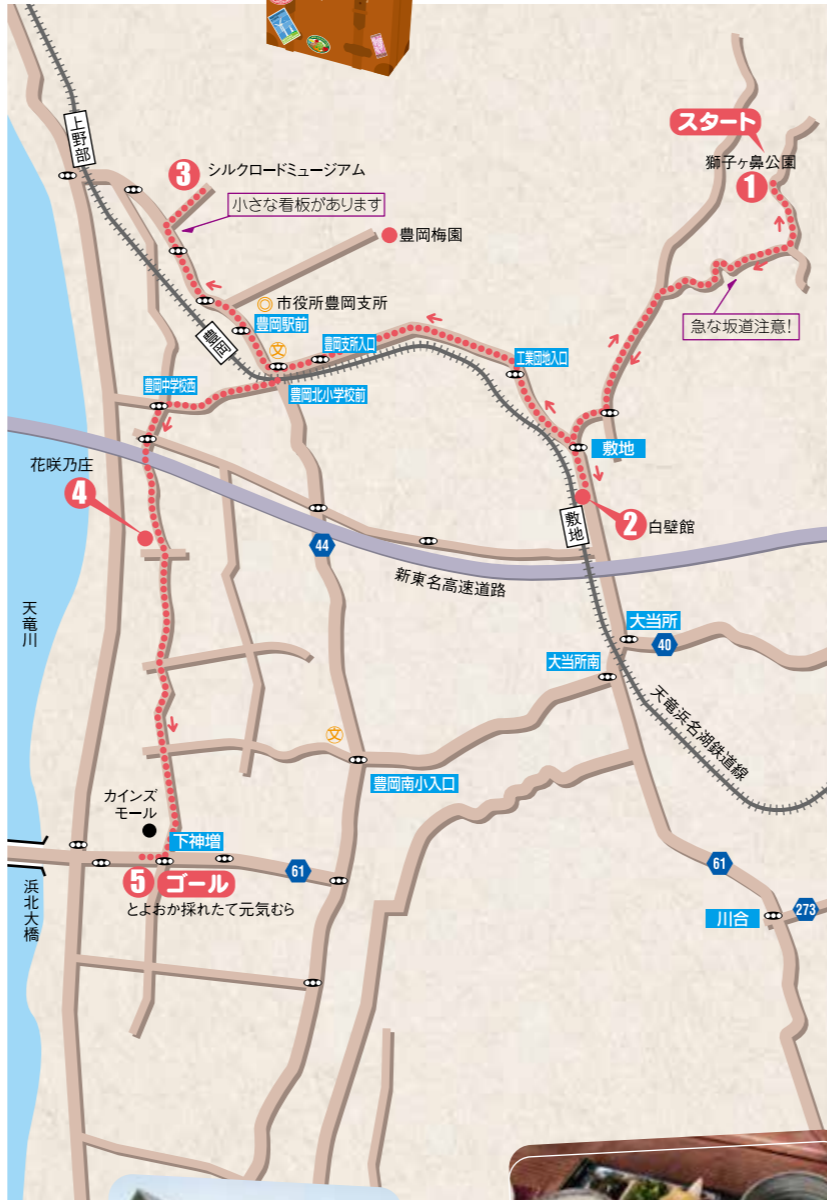 上野部
スタート
獅子ヶ鼻公園
1
3
シルクロードミュージアム
小さな看板があります
豊岡梅園
市役所豊岡支所
豊岡駅前
急な坂道注意!
豊岡
文
豊岡支所入口
工業団地入口
豊岡中学校西
豊岡北小学校前
敷地
花咲乃庄
4
敷地
2
白壁館
44
新東名高速道路
天竜川
大当所
40
大当所南
天竜浜名湖鉄道線
文
豊岡南小入口
カインズ
モール
下神増
61
61
5
ゴール
とよおか採れたて元気むら
浜北大橋
273
川合